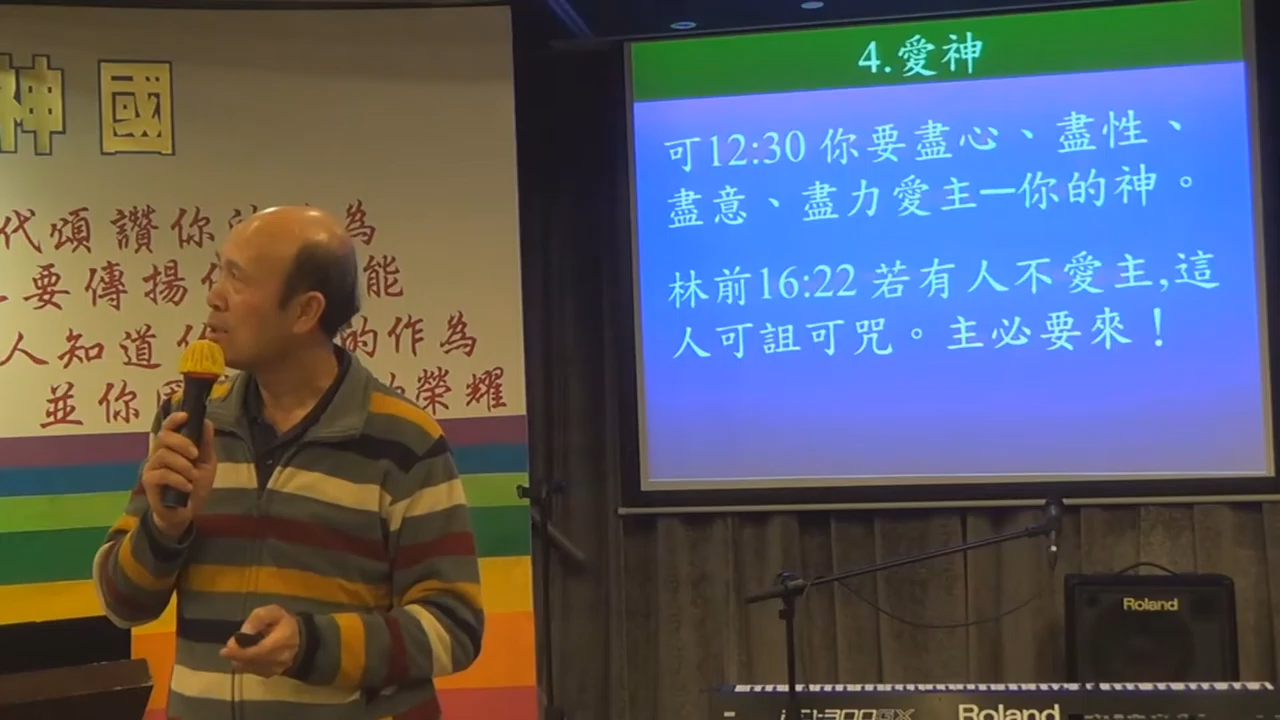 神國
代頌讚你 為
要傳揚 能
人知道 的作為
並你國 的榮耀
4.愛神
可12:30 你要盡心、盡性、
盡意、盡力愛主─你的神。
林前16:22 若有人不愛主,這
人可詛可咒。主必要來！
Roland
Roland